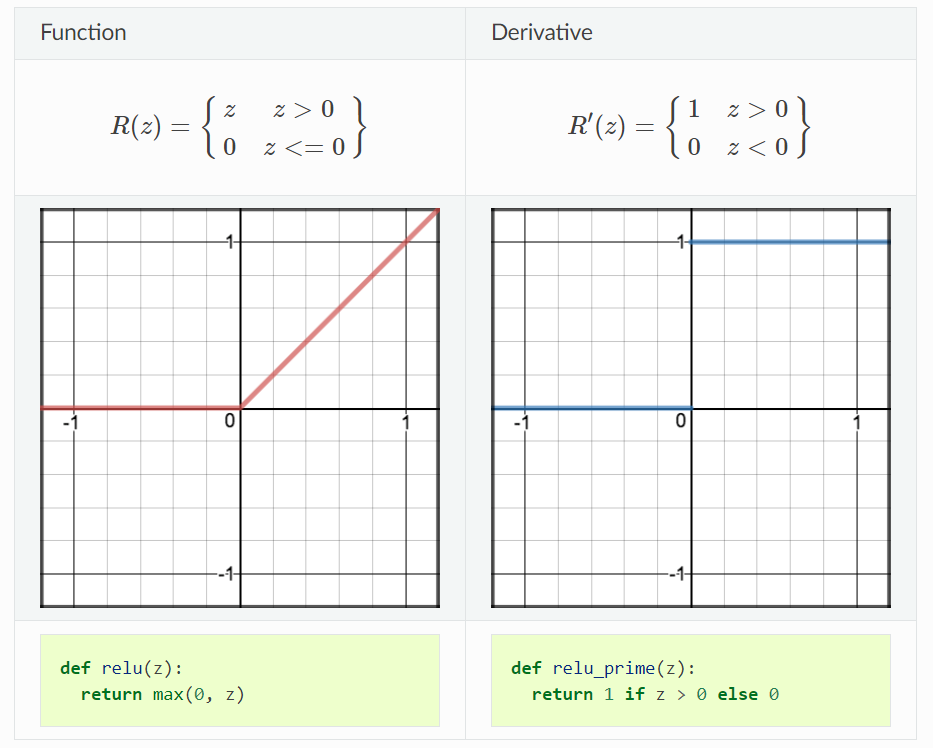 Function
Derivative
R(z) = { z z > 0
0 z <= 0 }
R′(z) = { 1 z > 0
0 z < 0 }
1
-1
0
1
-1
1
-1
0
1
-1
def relu(z):
return max(0, z)
def relu_prime(z):
return 1 if z > 0 else 0